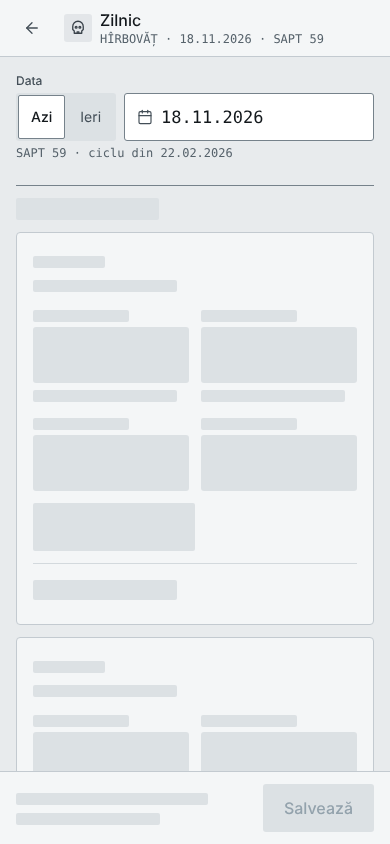 Zilnic
HÎRBOVĂȚ · 18.11.2026 · SAPT 59
Data
Azi
Ieri
18.11.2026
SAPT 59 · ciclu din 22.02.2026
Salvează